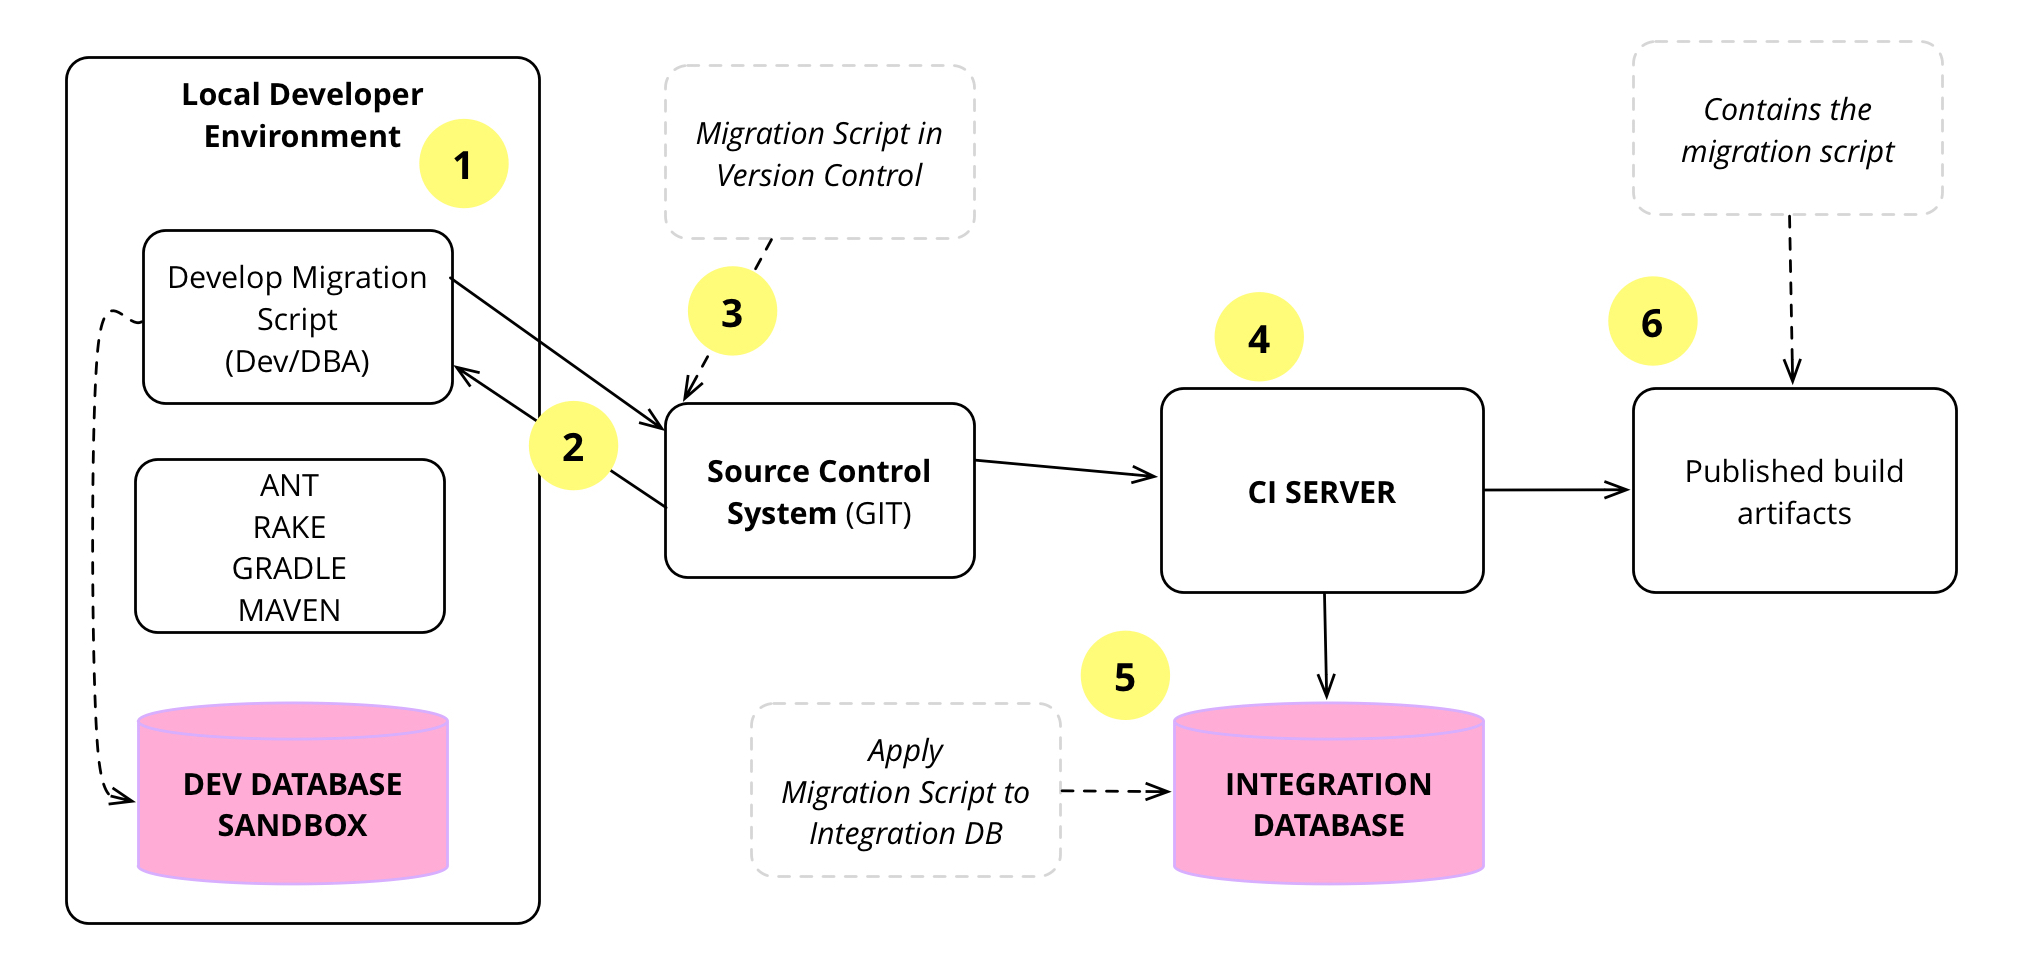 Local Developer
Environment
1
Develop Migration
Script
(Dev/DBA)
ANT
RAKE
GRADLE
MAVEN
DEV DATABASE
SANDBOX
2
Migration Script in
Version Control
3
Source Control
System (GIT)
4
CI SERVER
5
Apply
Migration Script to
Integration DB
INTEGRATION
DATABASE
Contains the
migration script
6
Published build
artifacts